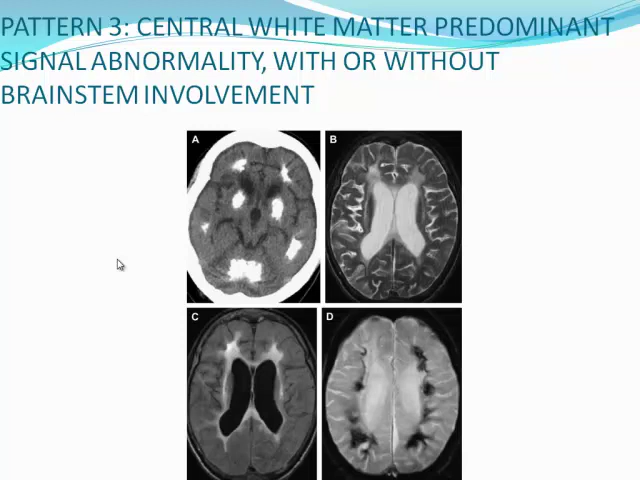 PATTERN 3: CENTRAL WHITE MATTER PREDOMINANT
SIGNAL ABNORMALITY, WITH OR WITHOUT
BRAINSTEM INVOLVEMENT
A
B
C
D